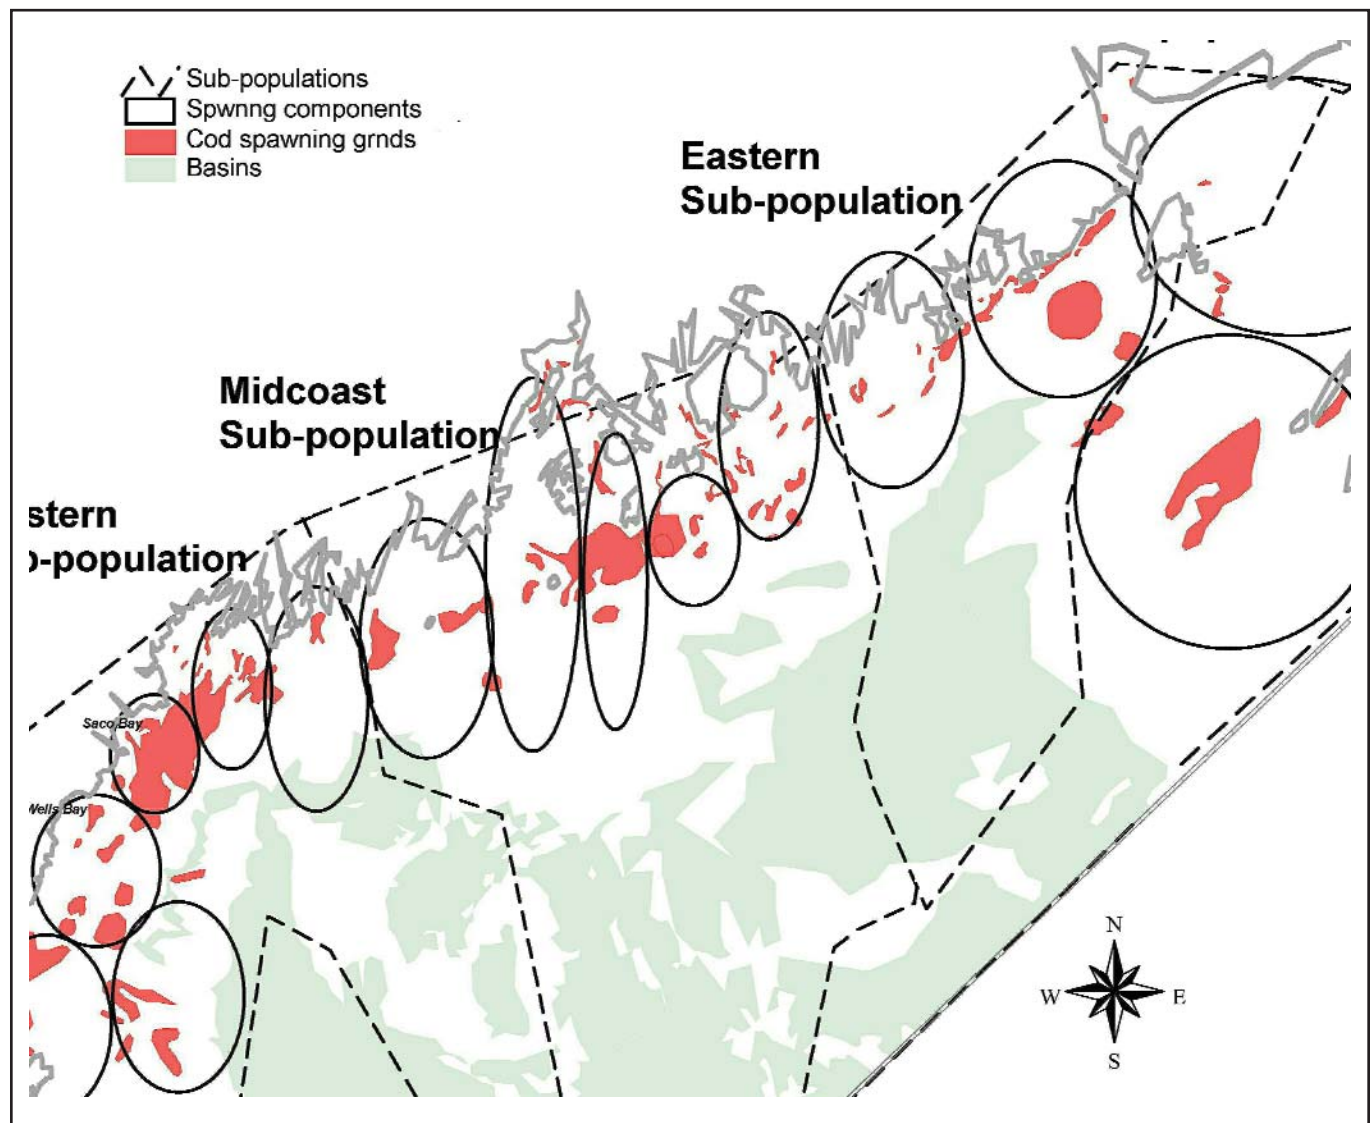 Sub-populations
Spwnng components
Cod spawning grnds
Basins
Eastern
Sub-population
Midcoast
Sub-population
stern
o-population
Saco Bay
Wells Bay
N
W
E
S